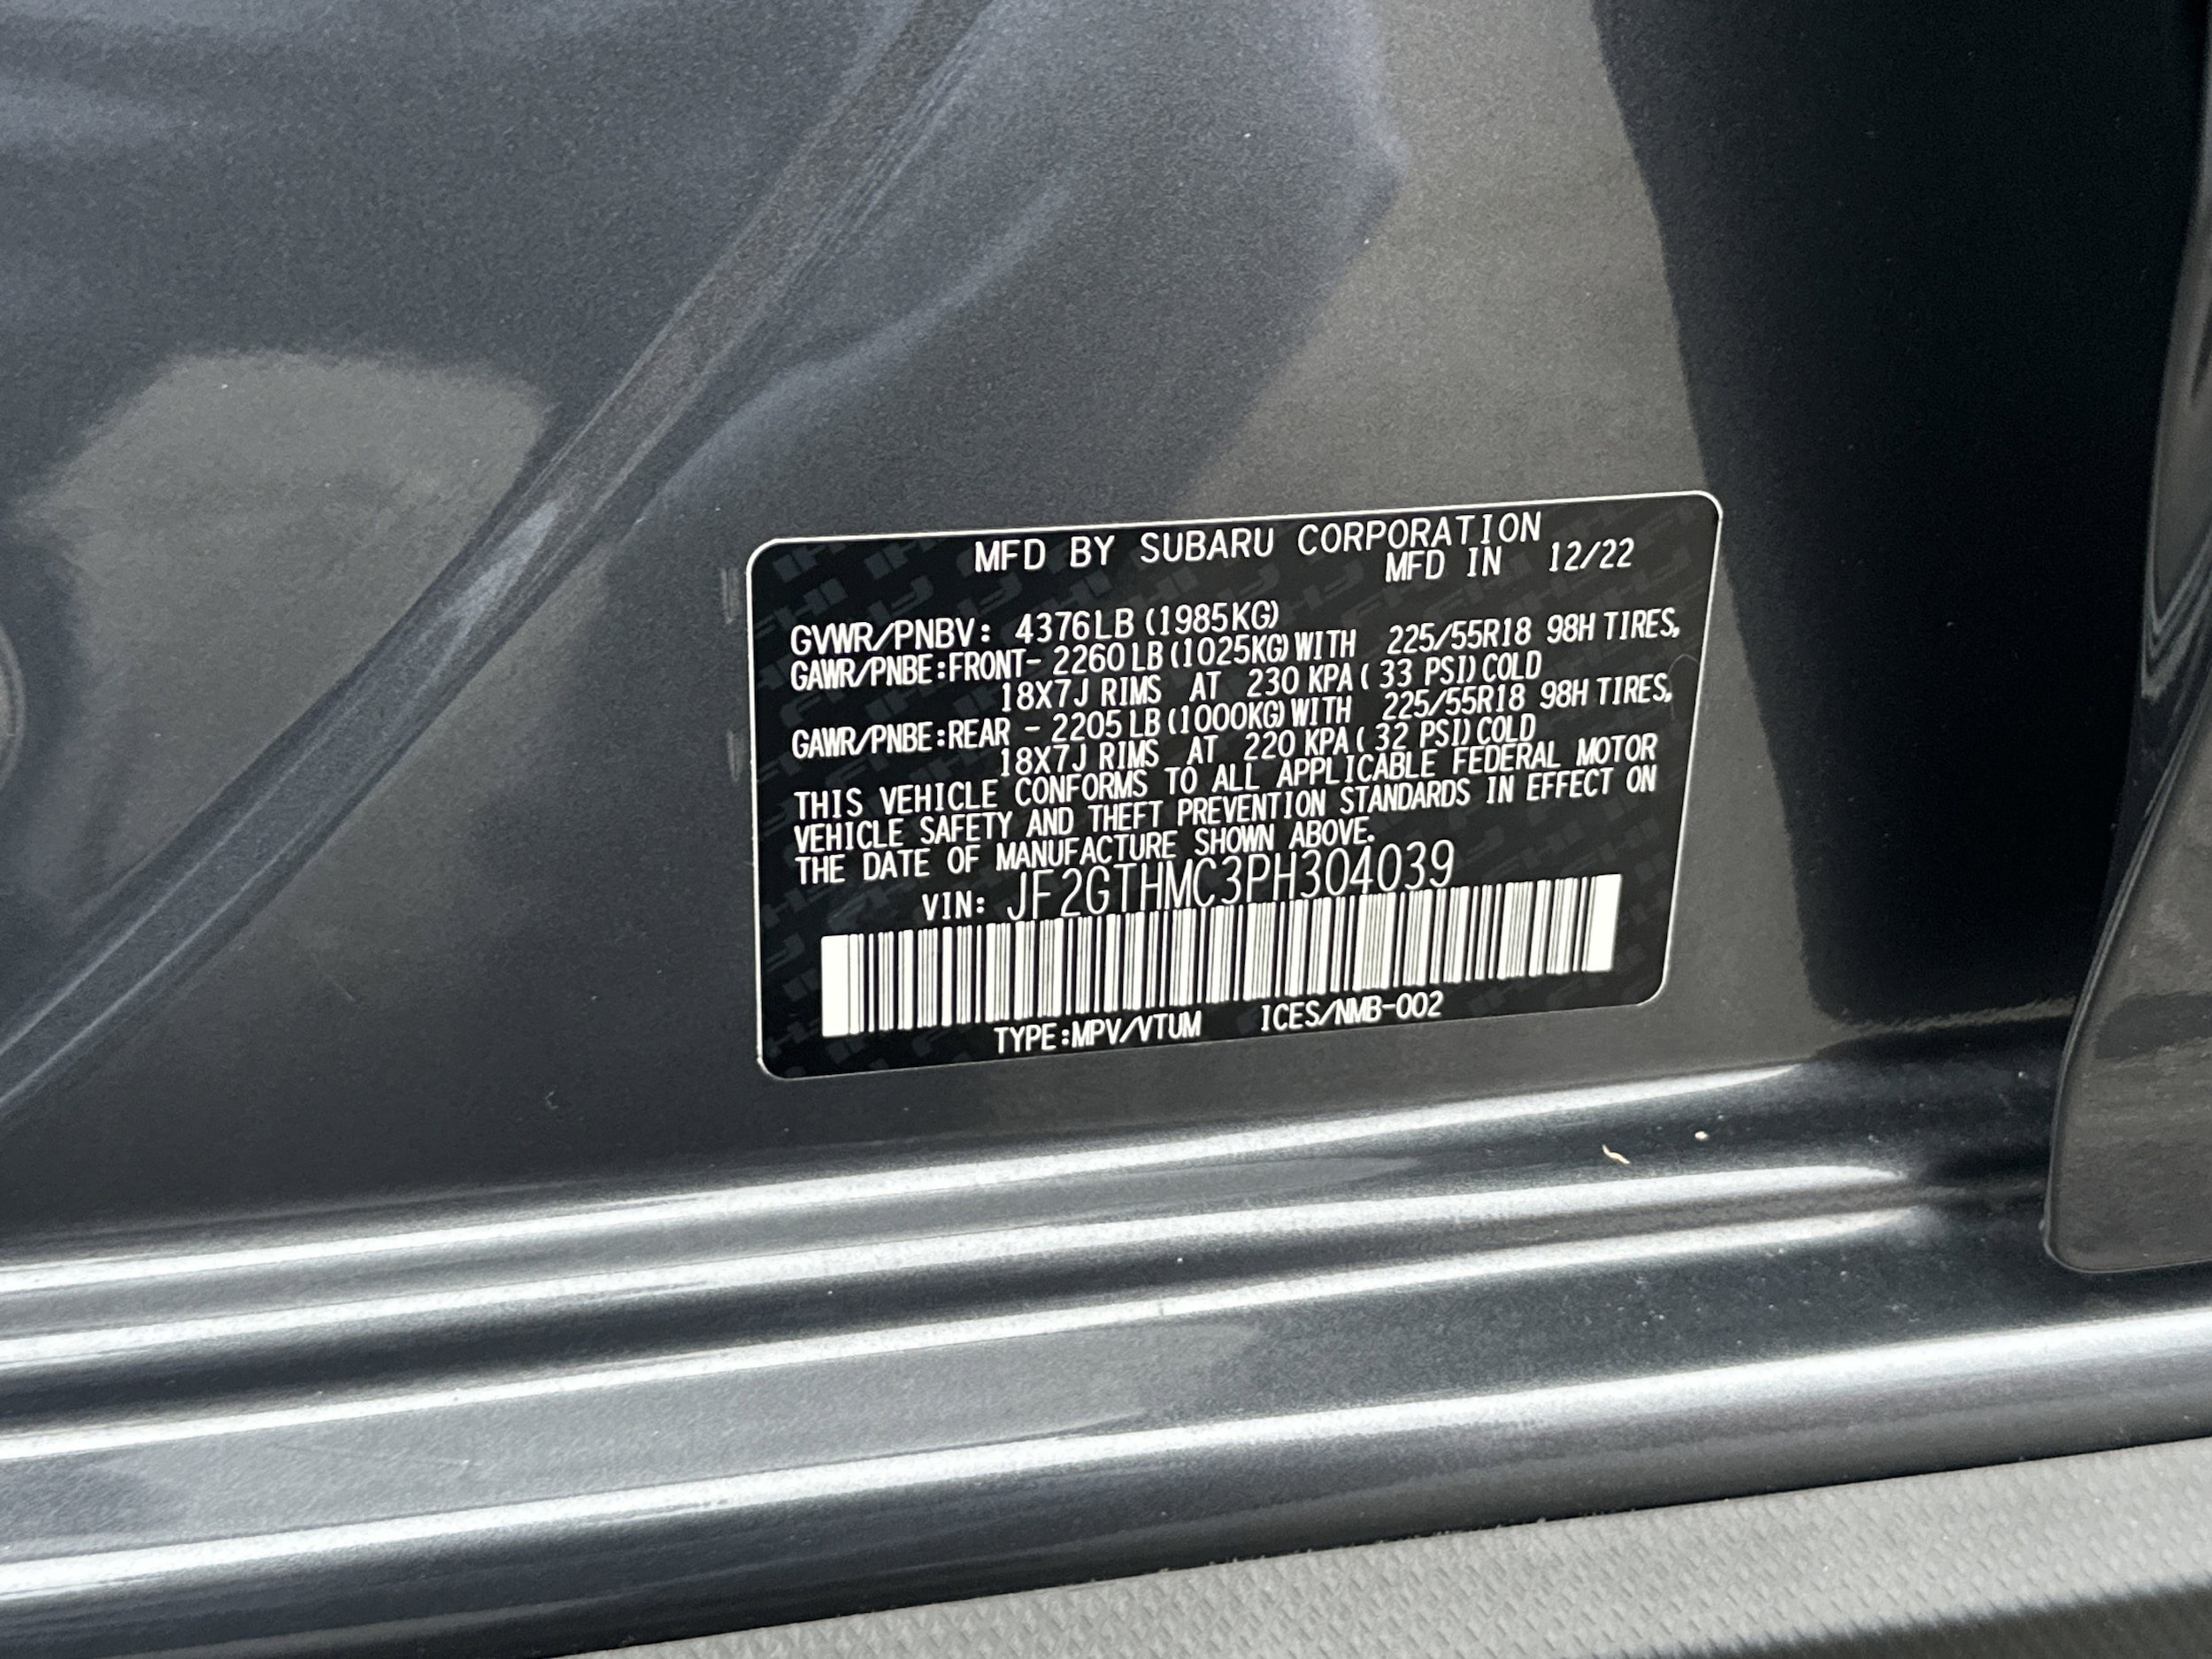 MFD BY SUBARU CORPORATION
MFD IN 12/22
GVWR/PNBV: 4376LB (1985KG)
GAWR/PNBE:FRONT- 2260LB (1025KG) WITH 225/55R18 98H TIRES,
18X7J RIMS AT 230 KPA ( 33 PSI) COLD
GAWR/PNBE:REAR - 2205LB (1000KG) WITH 225/55R18 98H TIRES,
18X7J RIMS AT 220 KPA ( 32 PSI) COLD
THIS VEHICLE CONFORMS TO ALL APPLICABLE FEDERAL MOTOR
VEHICLE SAFETY AND THEFT PREVENTION STANDARDS IN EFFECT ON
THE DATE OF MANUFACTURE SHOWN ABOVE.
VIN: JF2GTHMC3PH304039
TYPE:MPV/VTUM ICES/NMB-002